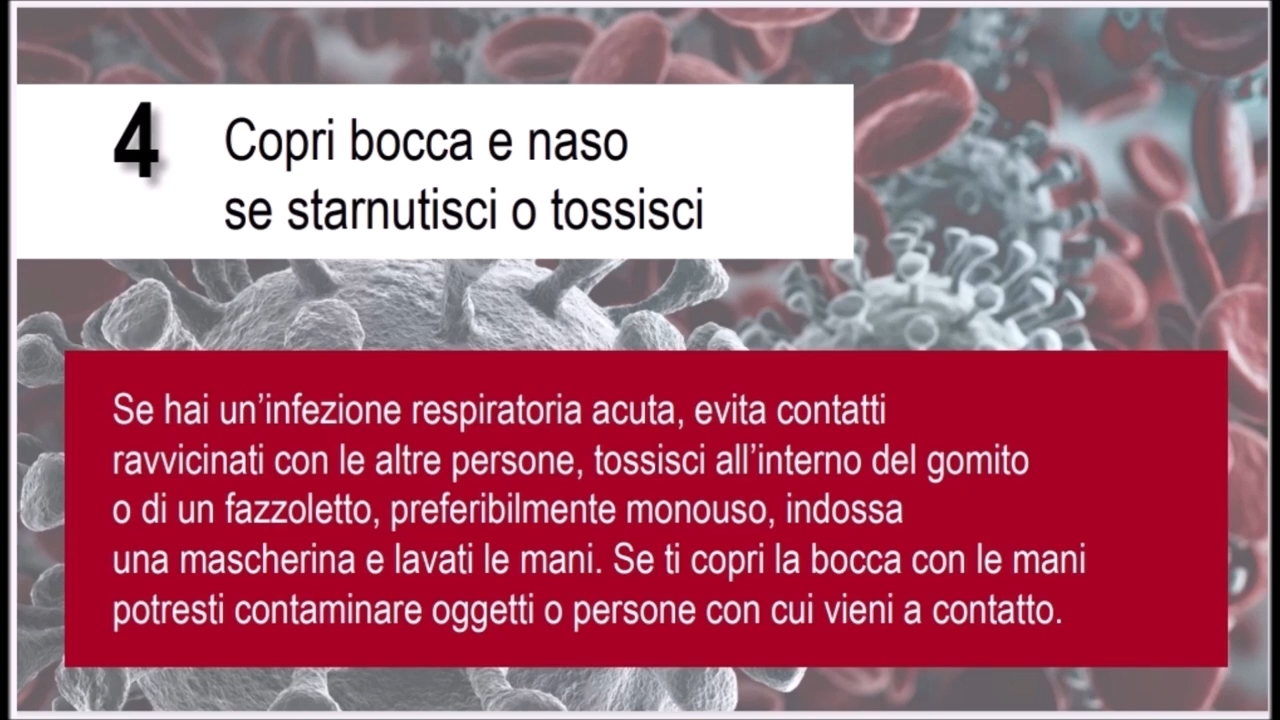 4
Copri bocca e naso
se starnutisci o tossisci
Se hai un’infezione respiratoria acuta, evita contatti
ravvicinati con le altre persone, tossisci all’interno del gomito
o di un fazzoletto, preferibilmente monouso, indossa
una mascherina e lavati le mani. Se ti copri la bocca con le mani
potresti contaminare oggetti o persone con cui vieni a contatto.